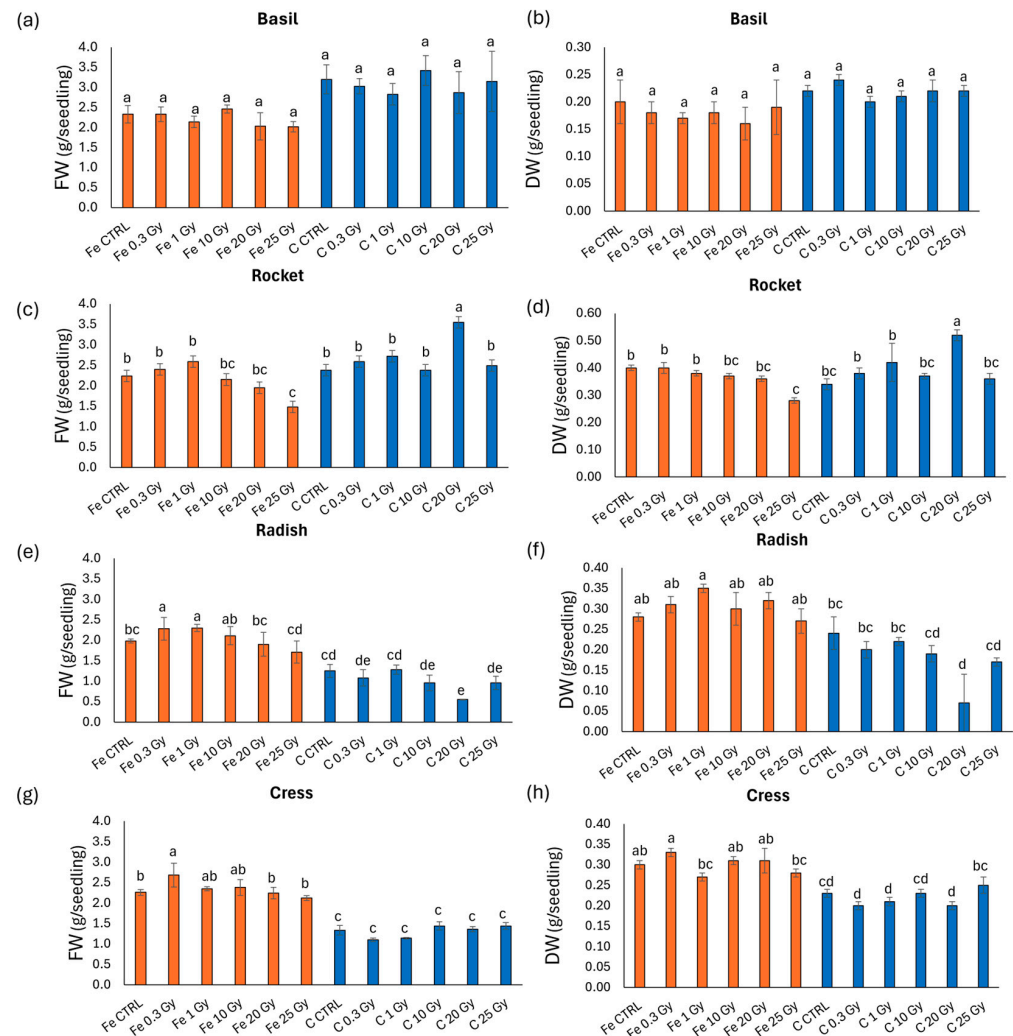 (a)
Basil
FW (g/seedling)
4.0
3.5
3.0
2.5
2.0
1.5
1.0
0.5
0.0
a a a a a a a a a a a a
Fe CTRL Fe 0.3 Gy Fe 1 Gy Fe 10 Gy Fe 20 Gy Fe 25 Gy C CTRL C 0.3 Gy C 1 Gy C 10 Gy C 20 Gy C 25 Gy
(b)
Basil
DW (g/seedling)
0.30
0.25
0.20
0.15
0.10
0.05
0.00
a a a a a a a a a a a a
Fe CTRL Fe 0.3 Gy Fe 1 Gy Fe 10 Gy Fe 20 Gy Fe 25 Gy C CTRL C 0.3 Gy C 1 Gy C 10 Gy C 20 Gy C 25 Gy
(c)
Rocket
FW (g/seedling)
4.0
3.5
3.0
2.5
2.0
1.5
1.0
0.5
0.0
b b b bc b c b b b b a b
Fe CTRL Fe 0.3 Gy Fe 1 Gy Fe 10 Gy Fe 20 Gy Fe 25 Gy C CTRL C 0.3 Gy C 1 Gy C 10 Gy C 20 Gy C 25 Gy
(d)
Rocket
DW (g/seedling)
0.60
0.50
0.40
0.30
0.20
0.10
0.00
b b b bc bc c bc b b bc a bc
Fe CTRL Fe 0.3 Gy Fe 1 Gy Fe 10 Gy Fe 20 Gy Fe 25 Gy C CTRL C 0.3 Gy C 1 Gy C 10 Gy C 20 Gy C 25 Gy
(e)
Radish
FW (g/seedling)
4.0
3.5
3.0
2.5
2.0
1.5
1.0
0.5
0.0
bc a a ab bc cd cd de cd de e de
Fe CTRL Fe 0.3 Gy Fe 1 Gy Fe 10 Gy Fe 20 Gy Fe 25 Gy C CTRL C 0.3 Gy C 1 Gy C 10 Gy C 20 Gy C 25 Gy
(f)
Radish
DW (g/seedling)
0.40
0.35
0.30
0.25
0.20
0.15
0.10
0.05
0.00
ab ab a ab ab ab bc bc bc cd d cd
Fe CTRL Fe 0.3 Gy Fe 1 Gy Fe 10 Gy Fe 20 Gy Fe 25 Gy C CTRL C 0.3 Gy C 1 Gy C 10 Gy C 20 Gy C 25 Gy
(g)
Cress
FW (g/seedling)
4.0
3.5
3.0
2.5
2.0
1.5
1.0
0.5
0.0
b a ab ab b b c c c c c c
Fe CTRL Fe 0.3 Gy Fe 1 Gy Fe 10 Gy Fe 20 Gy Fe 25 Gy C CTRL C 0.3 Gy C 1 Gy C 10 Gy C 20 Gy C 25 Gy
(h)
Cress
DW (g/seedling)
0.40
0.35
0.30
0.25
0.20
0.15
0.10
0.05
0.00
ab a bc ab ab bc cd d d cd d bc
Fe CTRL Fe 0.3 Gy Fe 1 Gy Fe 10 Gy Fe 20 Gy Fe 25 Gy C CTRL C 0.3 Gy C 1 Gy C 10 Gy C 20 Gy C 25 Gy